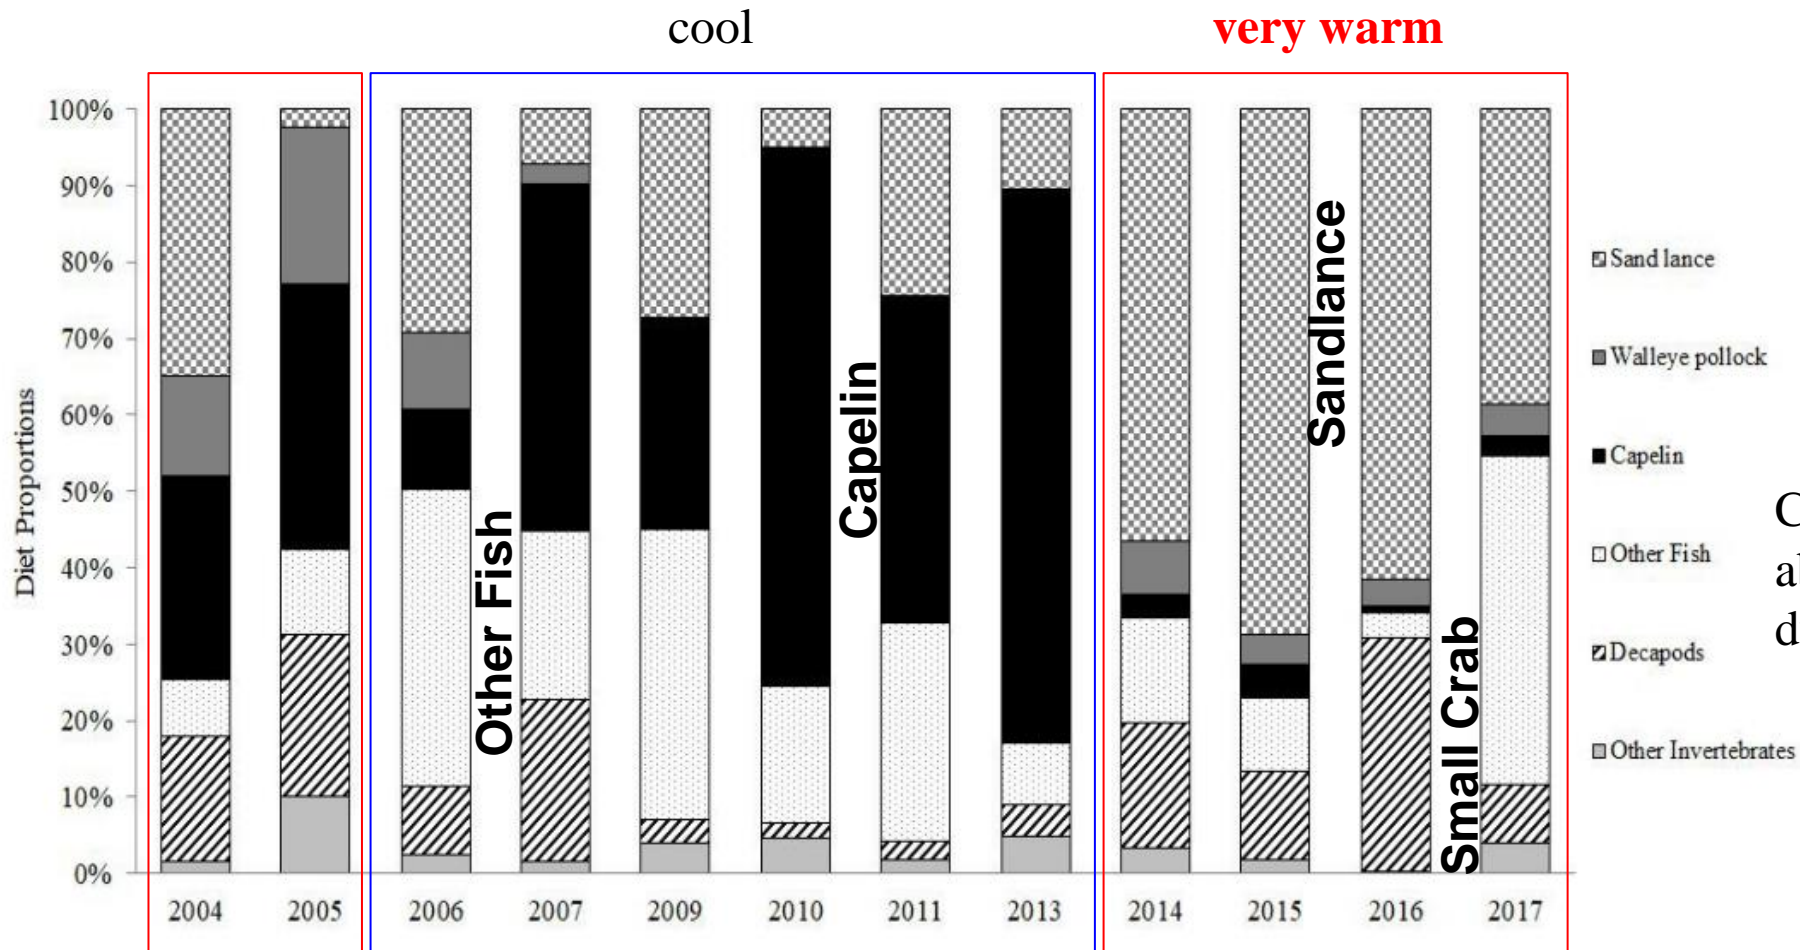 cool
very warm
100%
90%
80%
70%
60%
50%
40%
30%
20%
10%
0%
Diet Proportions
Other Fish
Capelin
Sandlance
Small Crab
2004 2005 2006 2007 2009 2010 2011 2013 2014 2015 2016 2017
Sand lance
Walleye pollock
Capelin
Other Fish
Decapods
Other Invertebrates